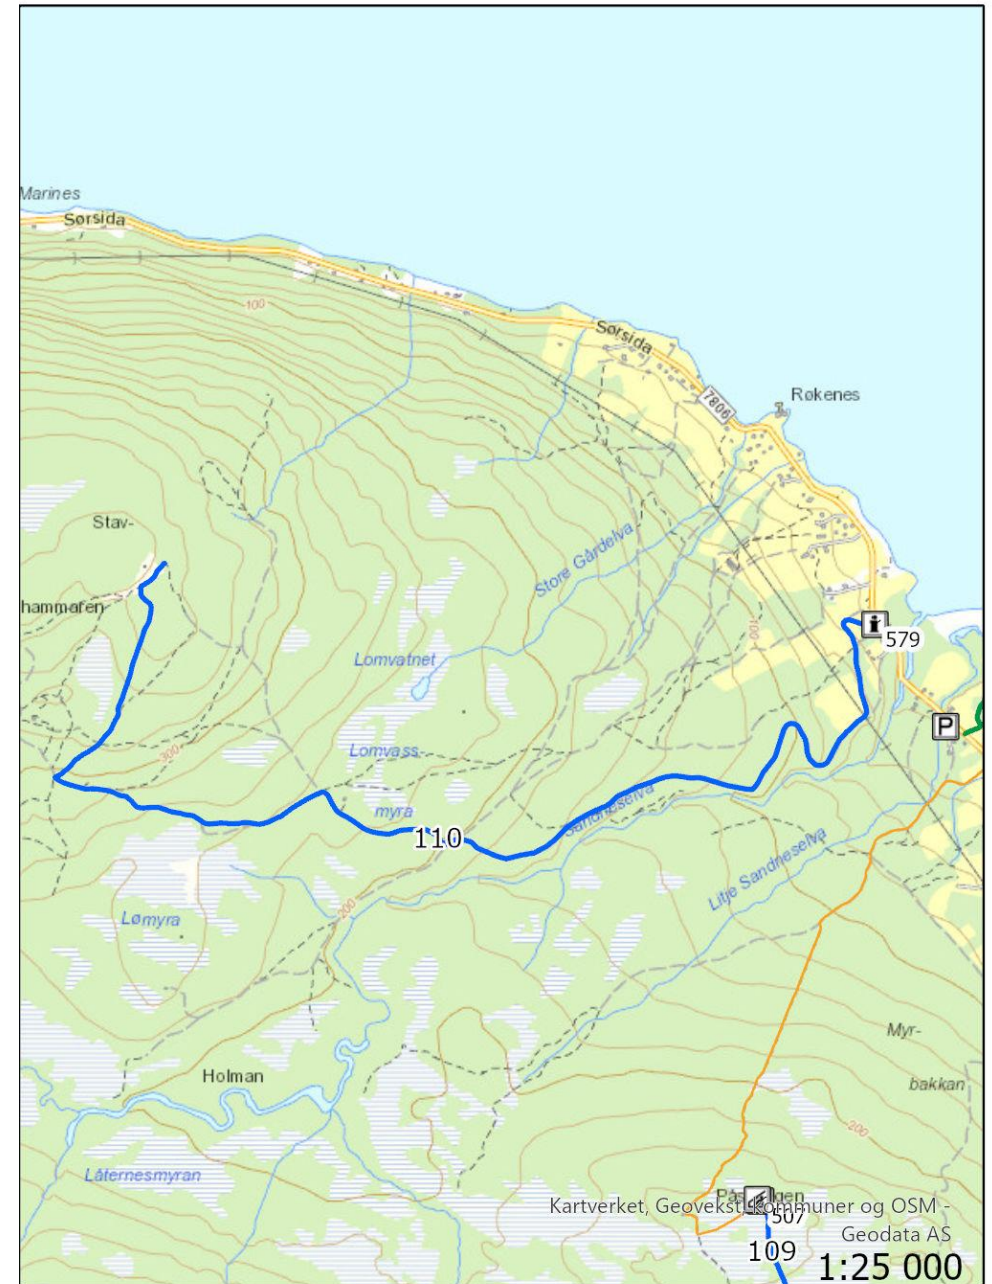 Marines
Sørsida
100
Sørsida
7806
Røkenes
Stav-
Store Gårdelva
hammaren
100
579
Lomvatnet
P
300
Lomvass-
Sandneselva
myra
110
Litje Sandneselva
200
Lømyra
Myr-
Holman
bakkan
200
Låternesmyran
Kartverket, Geovekst, kommuner og OSM -
507
Geodata AS
109
1:25 000